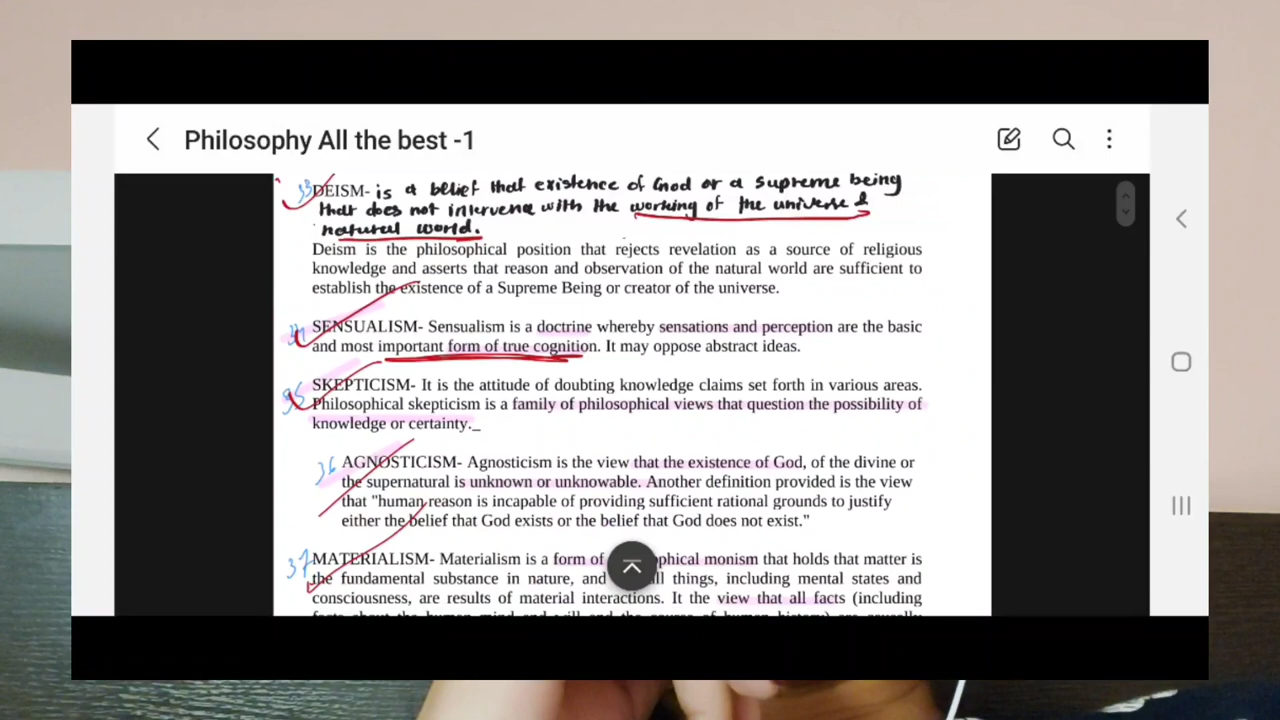 Philosophy All the best -1
33 DEISM- is a belief that existence of God or a supreme being
that does not intervene with the working of the universe &
natural world.
Deism is the philosophical position that rejects revelation as a source of religious
knowledge and asserts that reason and observation of the natural world are sufficient to
establish the existence of a Supreme Being or creator of the universe.
34 SENSUALISM- Sensualism is a doctrine whereby sensations and perception are the basic
and most important form of true cognition. It may oppose abstract ideas.
35 SKEPTICISM- It is the attitude of doubting knowledge claims set forth in various areas.
Philosophical skepticism is a family of philosophical views that question the possibility of
knowledge or certainty._
36 AGNOSTICISM- Agnosticism is the view that the existence of God, of the divine or
the supernatural is unknown or unknowable. Another definition provided is the view
that "human reason is incapable of providing sufficient rational grounds to justify
either the belief that God exists or the belief that God does not exist."
37 MATERIALISM- Materialism is a form of ophical monism that holds that matter is
the fundamental substance in nature, and all things, including mental states and
consciousness, are results of material interactions. It the view that all facts (including